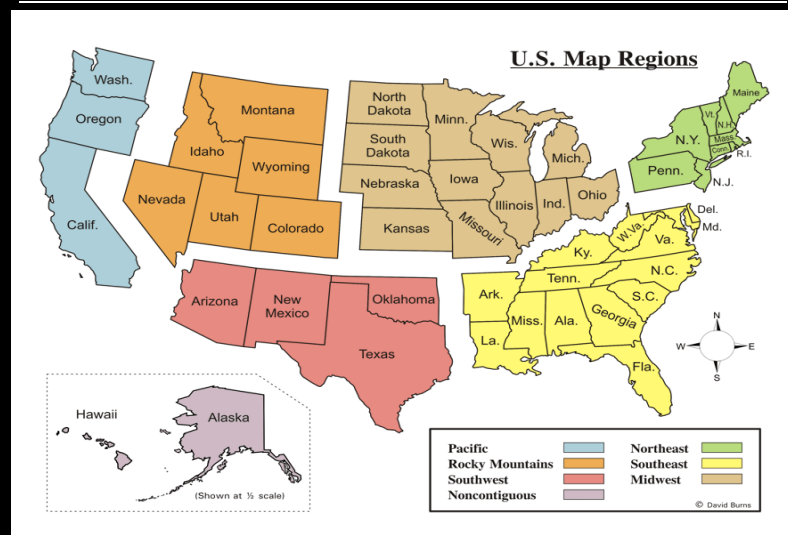 U.S. Map Regions
Wash.
Oregon
Calif.
Montana
Idaho
Wyoming
Nevada
Utah
Colorado
North
Dakota
South
Dakota
Nebraska
Kansas
Minn.
Iowa
Missouri
Wis.
Illinois
Mich.
Ind.
Ohio
Maine
Vt.
N.H.
N.Y.
Mass.
Conn.
R.I.
Penn.
N.J.
Del.
Md.
W.Va.
Va.
Ky.
Tenn.
N.C.
S.C.
Ark.
La.
Miss.
Ala.
Georgia
Fla.
Arizona
New
Mexico
Oklahoma
Texas
N
W
E
S
Hawaii
Alaska
(Shown at ½ scale)
Pacific
Rocky Mountains
Southwest
Noncontiguous
Northeast
Southeast
Midwest
© David Burns